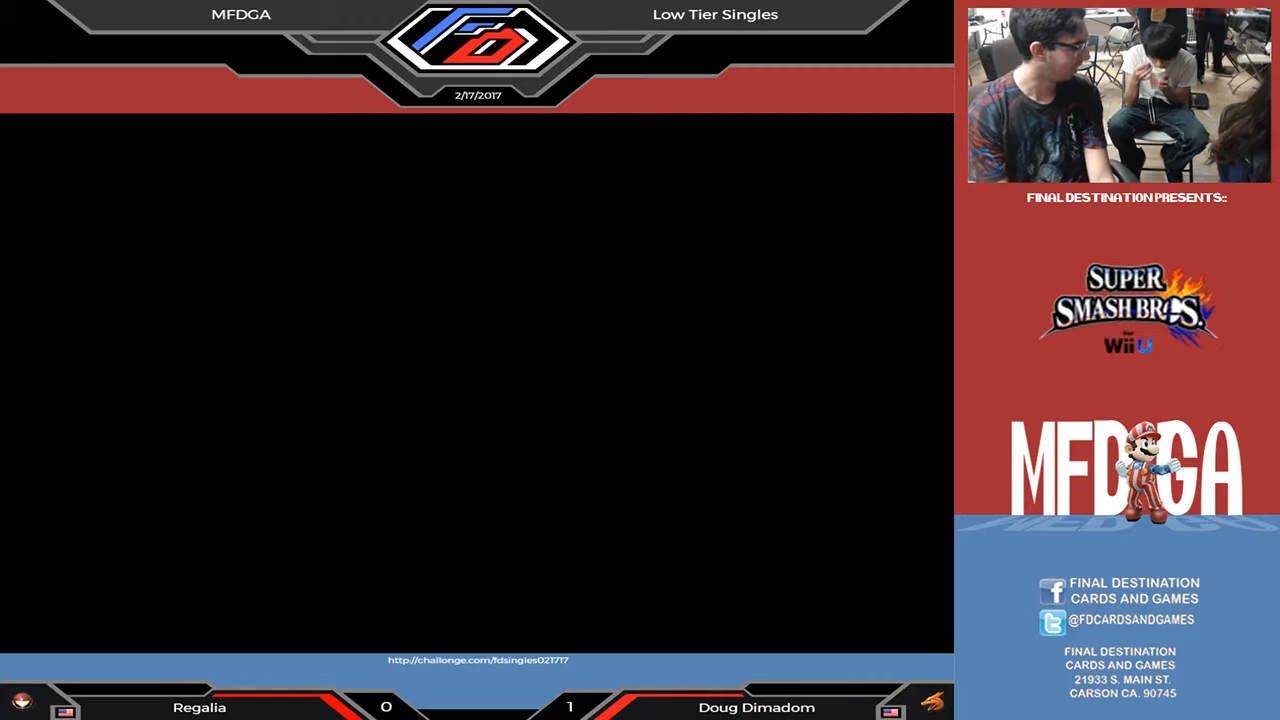 MFDGA
Low Tier Singles
2/17/2017
FINAL DESTINATION PRESENTS::
SUPER
SMASH BROS.
for
Wii U
MFDGA
FINAL DESTINATION
CARDS AND GAMES
@FDCARDSANDGAMES
FINAL DESTINATION
CARDS AND GAMES
21933 S. MAIN ST.
CARSON CA. 90745
http://challonge.com/fdsingles021717
Regalia
0
1
Doug Dimadom